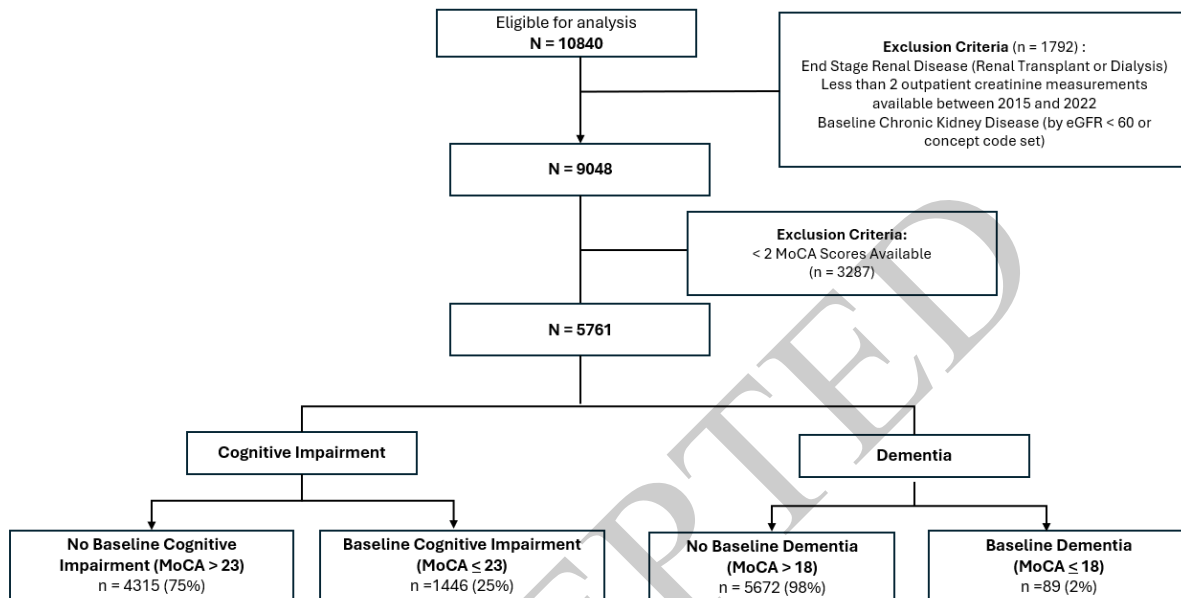 Eligible for analysis
N = 10840
Exclusion Criteria (n = 1792) :
End Stage Renal Disease (Renal Transplant or Dialysis)
Less than 2 outpatient creatinine measurements
available between 2015 and 2022
Baseline Chronic Kidney Disease (by eGFR < 60 or
concept code set)
N = 9048
Exclusion Criteria:
< 2 MoCA Scores Available
(n = 3287)
N = 5761
Cognitive Impairment
Dementia
No Baseline Cognitive
Impairment (MoCA > 23)
n = 4315 (75%)
Baseline Cognitive Impairment
(MoCA ≤ 23)
n =1446 (25%)
No Baseline Dementia
(MoCA > 18)
n = 5672 (98%)
Baseline Dementia
(MoCA ≤ 18)
n =89 (2%)
EPTED